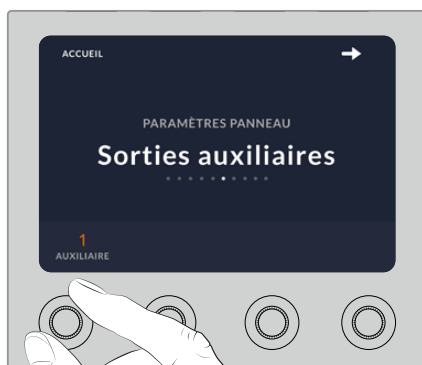 ACCUEIL
PARAMÈTRES PANNEAU
Sorties auxiliaires
1
AUXILIAIRE